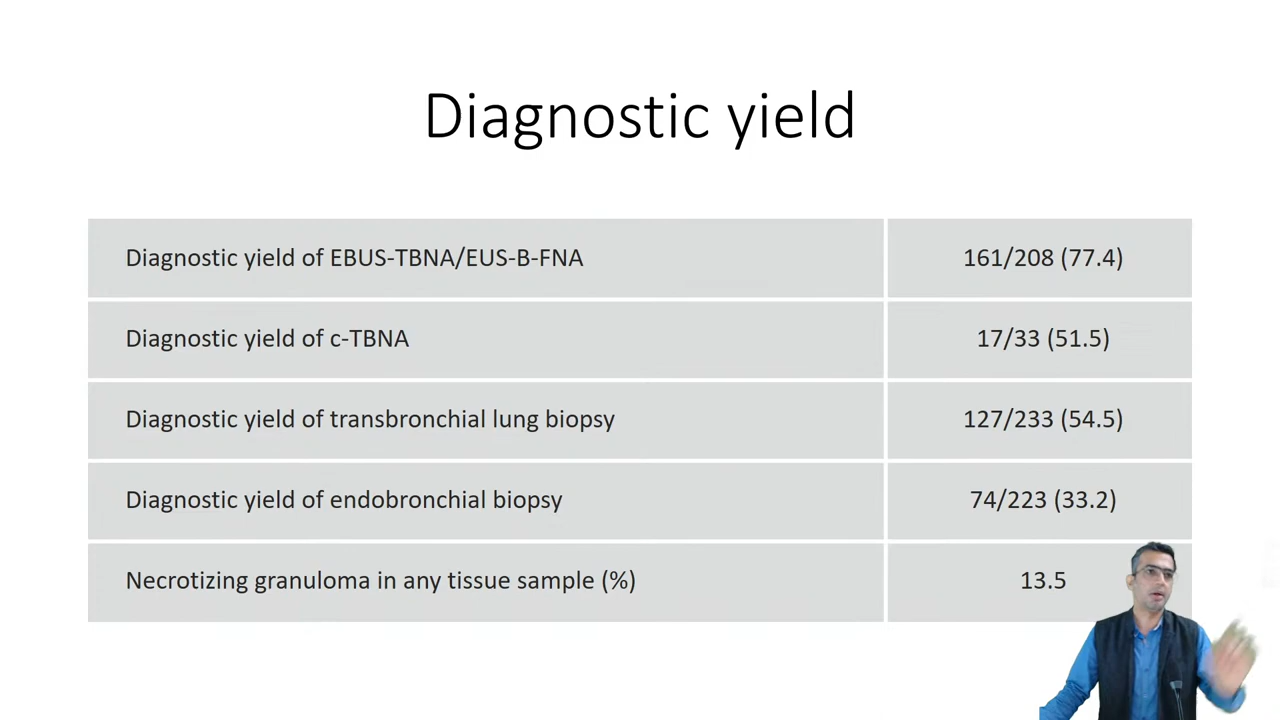 Diagnostic yield
Diagnostic yield of EBUS-TBNA/EUS-B-FNA 161/208 (77.4)
Diagnostic yield of c-TBNA 17/33 (51.5)
Diagnostic yield of transbronchial lung biopsy 127/233 (54.5)
Diagnostic yield of endobronchial biopsy 74/223 (33.2)
Necrotizing granuloma in any tissue sample (%) 13.5